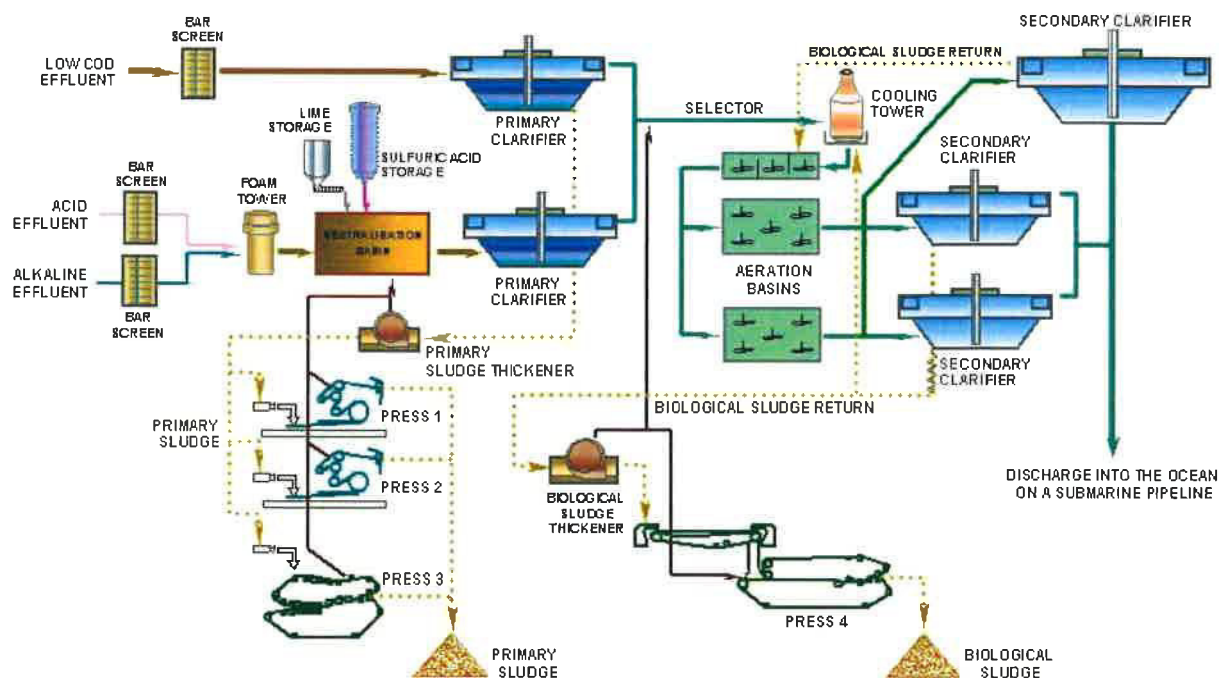 BAR
SCREEN
SECONDARY CLARIFIER
LOW COD
EFFLUENT
BIOLOGICAL SLUDGE RETURN
COOLING
TOWER
SELECTOR
LIME
STORAGE
PRIMARY
CLARIFIER
SULFURIC ACID
STORAGE
SECONDARY
CLARIFIER
BAR
SCREEN
FOAM
TOWER
ACID
EFFLUENT
NEUTRALISATION
BASIN
ALKALINE
EFFLUENT
BAR
SCREEN
PRIMARY
CLARIFIER
AERATION
BASINS
PRIMARY
SLUDGE THICKENER
SECONDARY
CLARIFIER
PRESS 1
BIOLOGICAL SLUDGE RETURN
PRIMARY
SLUDGE
PRESS 2
BIOLOGICAL
SLUDGE
THICKENER
DISCHARGE INTO THE OCEAN
ON A SUBMARINE PIPELINE
PRESS 3
PRESS 4
PRIMARY
SLUDGE
BIOLOGICAL
SLUDGE